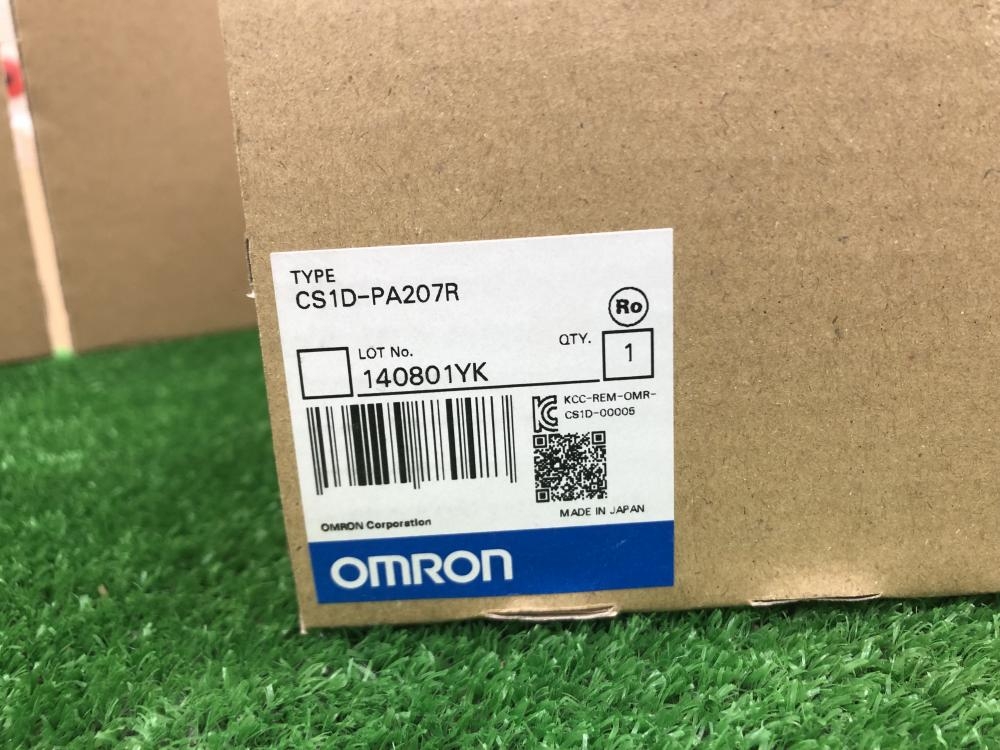 TYPE
CS1D-PA207R
Ro
LOT No.
140801YK
QTY.
1
KCC-REM-OMR-
CS1D-00005
MADE IN JAPAN
OMRON Corporation
OMRON